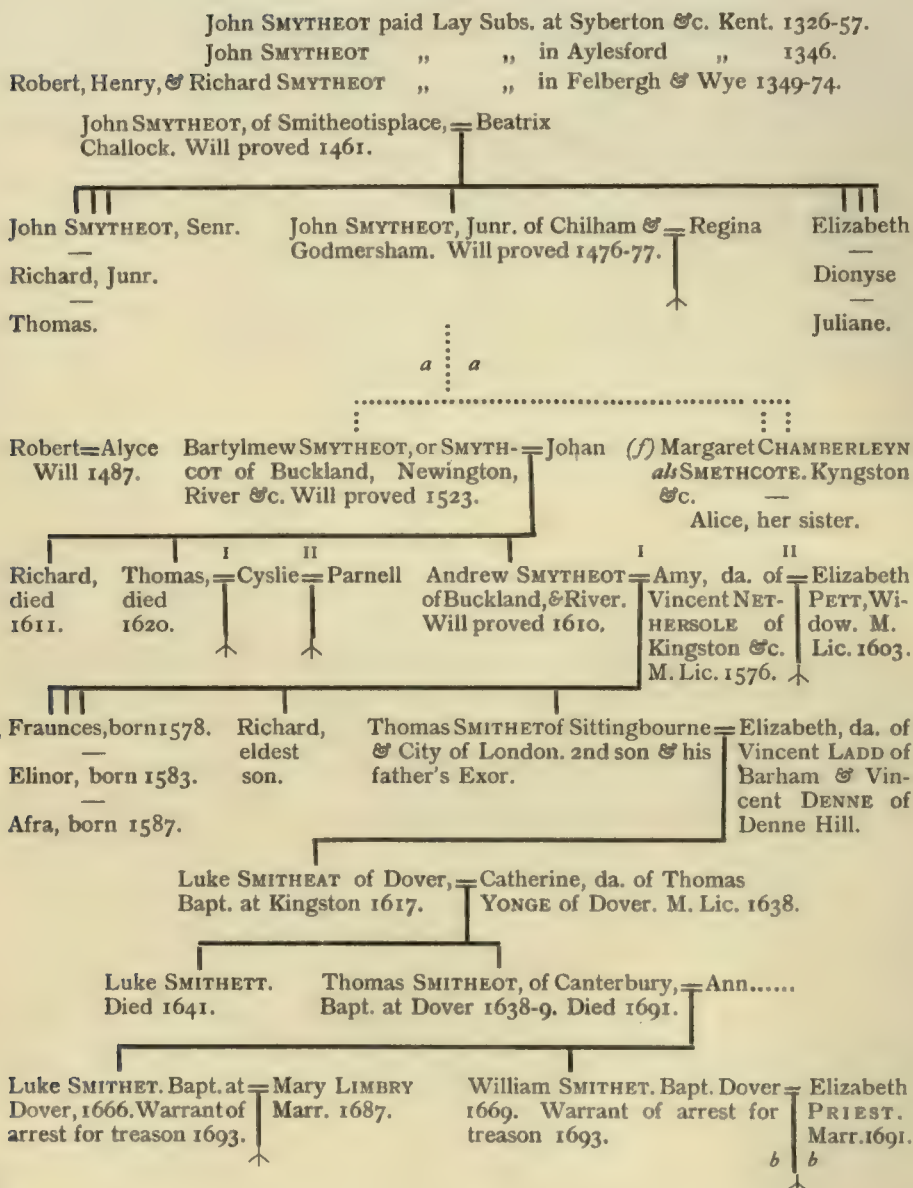 John SMYTHEOT paid Lay Subs. at Syberton &c. Kent. 1326-57.
John SMYTHEOT „ „ in Aylesford „ 1346.
Robert, Henry, & Richard SMYTHEOT „ „ in Felbergh & Wye 1349-74.
John SMYTHEOT, of Smitheotisplace, = Beatrix
Challock. Will proved 1461.
John SMYTHEOT, Senr.
—
Richard, Junr.
—
Thomas.
John SMYTHEOT, Junr. of Chilham & = Regina
Godmersham. Will proved 1476-77.
Elizabeth
—
Dionyse
—
Juliane.
a a
Robert = Alyce
Will 1487.
Bartylmew SMYTHEOT, or SMYTH- = Johan
COT of Buckland, Newington,
River &c. Will proved 1523.
(f) Margaret CHAMBERLEYN
als SMETHCOTE. Kyngston
&c. —
Alice, her sister.
Richard,
died
1611.
I II
Thomas, = Cyslie = Parnell
died
1620.
I II
Andrew SMYTHEOT = Amy, da. of = Elizabeth
of Buckland, & River. Vincent NET- PETT, Wi-
Will proved 1610. HERSOLE of dow. M.
Kingston &c. Lic. 1603.
M. Lic. 1576.
Fraunces, born 1578.
—
Elinor, born 1583.
—
Afra, born 1587.
Richard,
eldest
son.
Thomas SMITHET of Sittingbourne = Elizabeth, da. of
& City of London. 2nd son & his Vincent LADD of
father's Exor. Barham & Vin-
cent DENNE of
Denne Hill.
Luke SMITHEAT of Dover, = Catherine, da. of Thomas
Bapt. at Kingston 1617. YONGE of Dover. M. Lic. 1638.
Luke SMITHETT.
Died 1641.
Thomas SMITHEOT, of Canterbury, = Ann......
Bapt. at Dover 1638-9. Died 1691.
Luke SMITHET. Bapt. at = Mary LIMBRY
Dover, 1666. Warrant of Marr. 1687.
arrest for treason 1693.
William SMITHET. Bapt. Dover = Elizabeth
1669. Warrant of arrest for PRIEST.
treason 1693. Marr. 1691.
b b